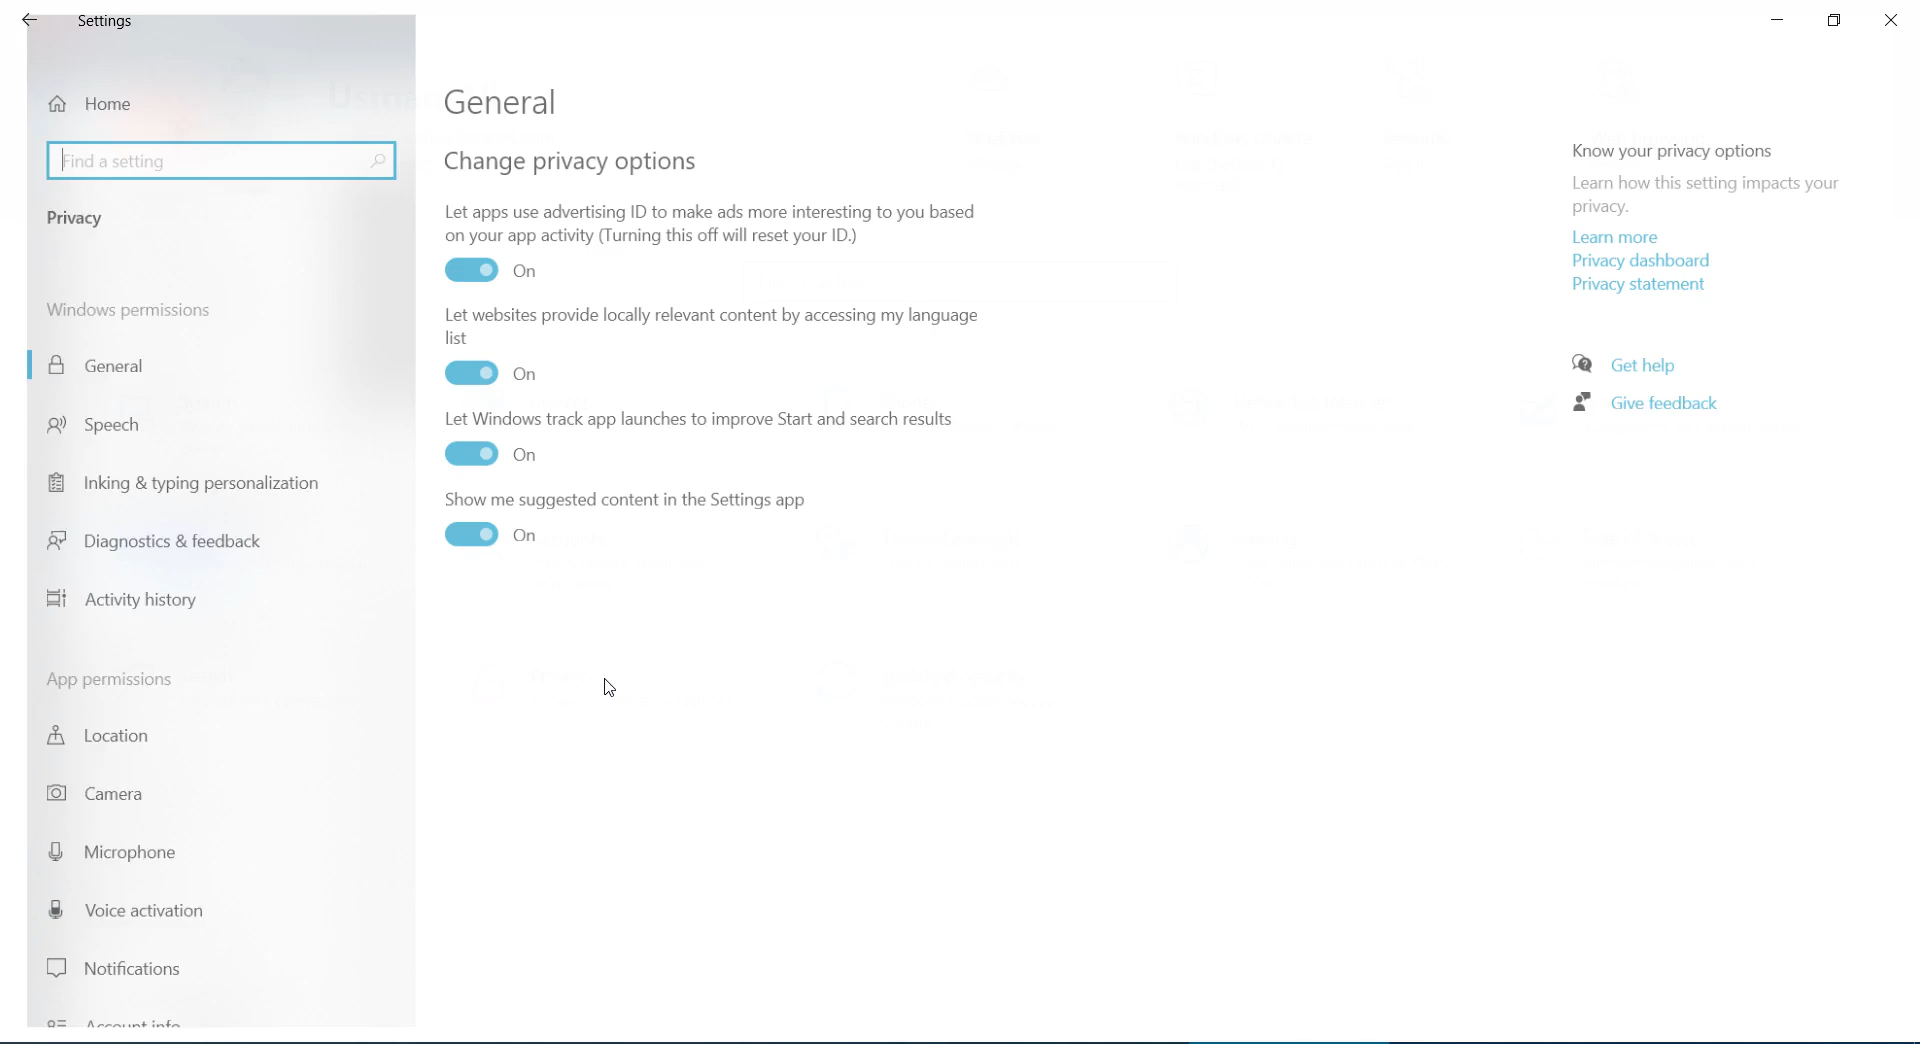 Settings
Home
Find a setting
Privacy
Windows permissions
General
Speech
Inking & typing personalization
Diagnostics & feedback
Activity history
App permissions
Location
Camera
Microphone
Voice activation
Notifications
Account info
General
Change privacy options
Let apps use advertising ID to make ads more interesting to you based
on your app activity (Turning this off will reset your ID.)
On
Let websites provide locally relevant content by accessing my language
list
On
Let Windows track app launches to improve Start and search results
On
Show me suggested content in the Settings app
On
Know your privacy options
Learn how this setting impacts your
privacy.
Learn more
Privacy dashboard
Privacy statement
Get help
Give feedback